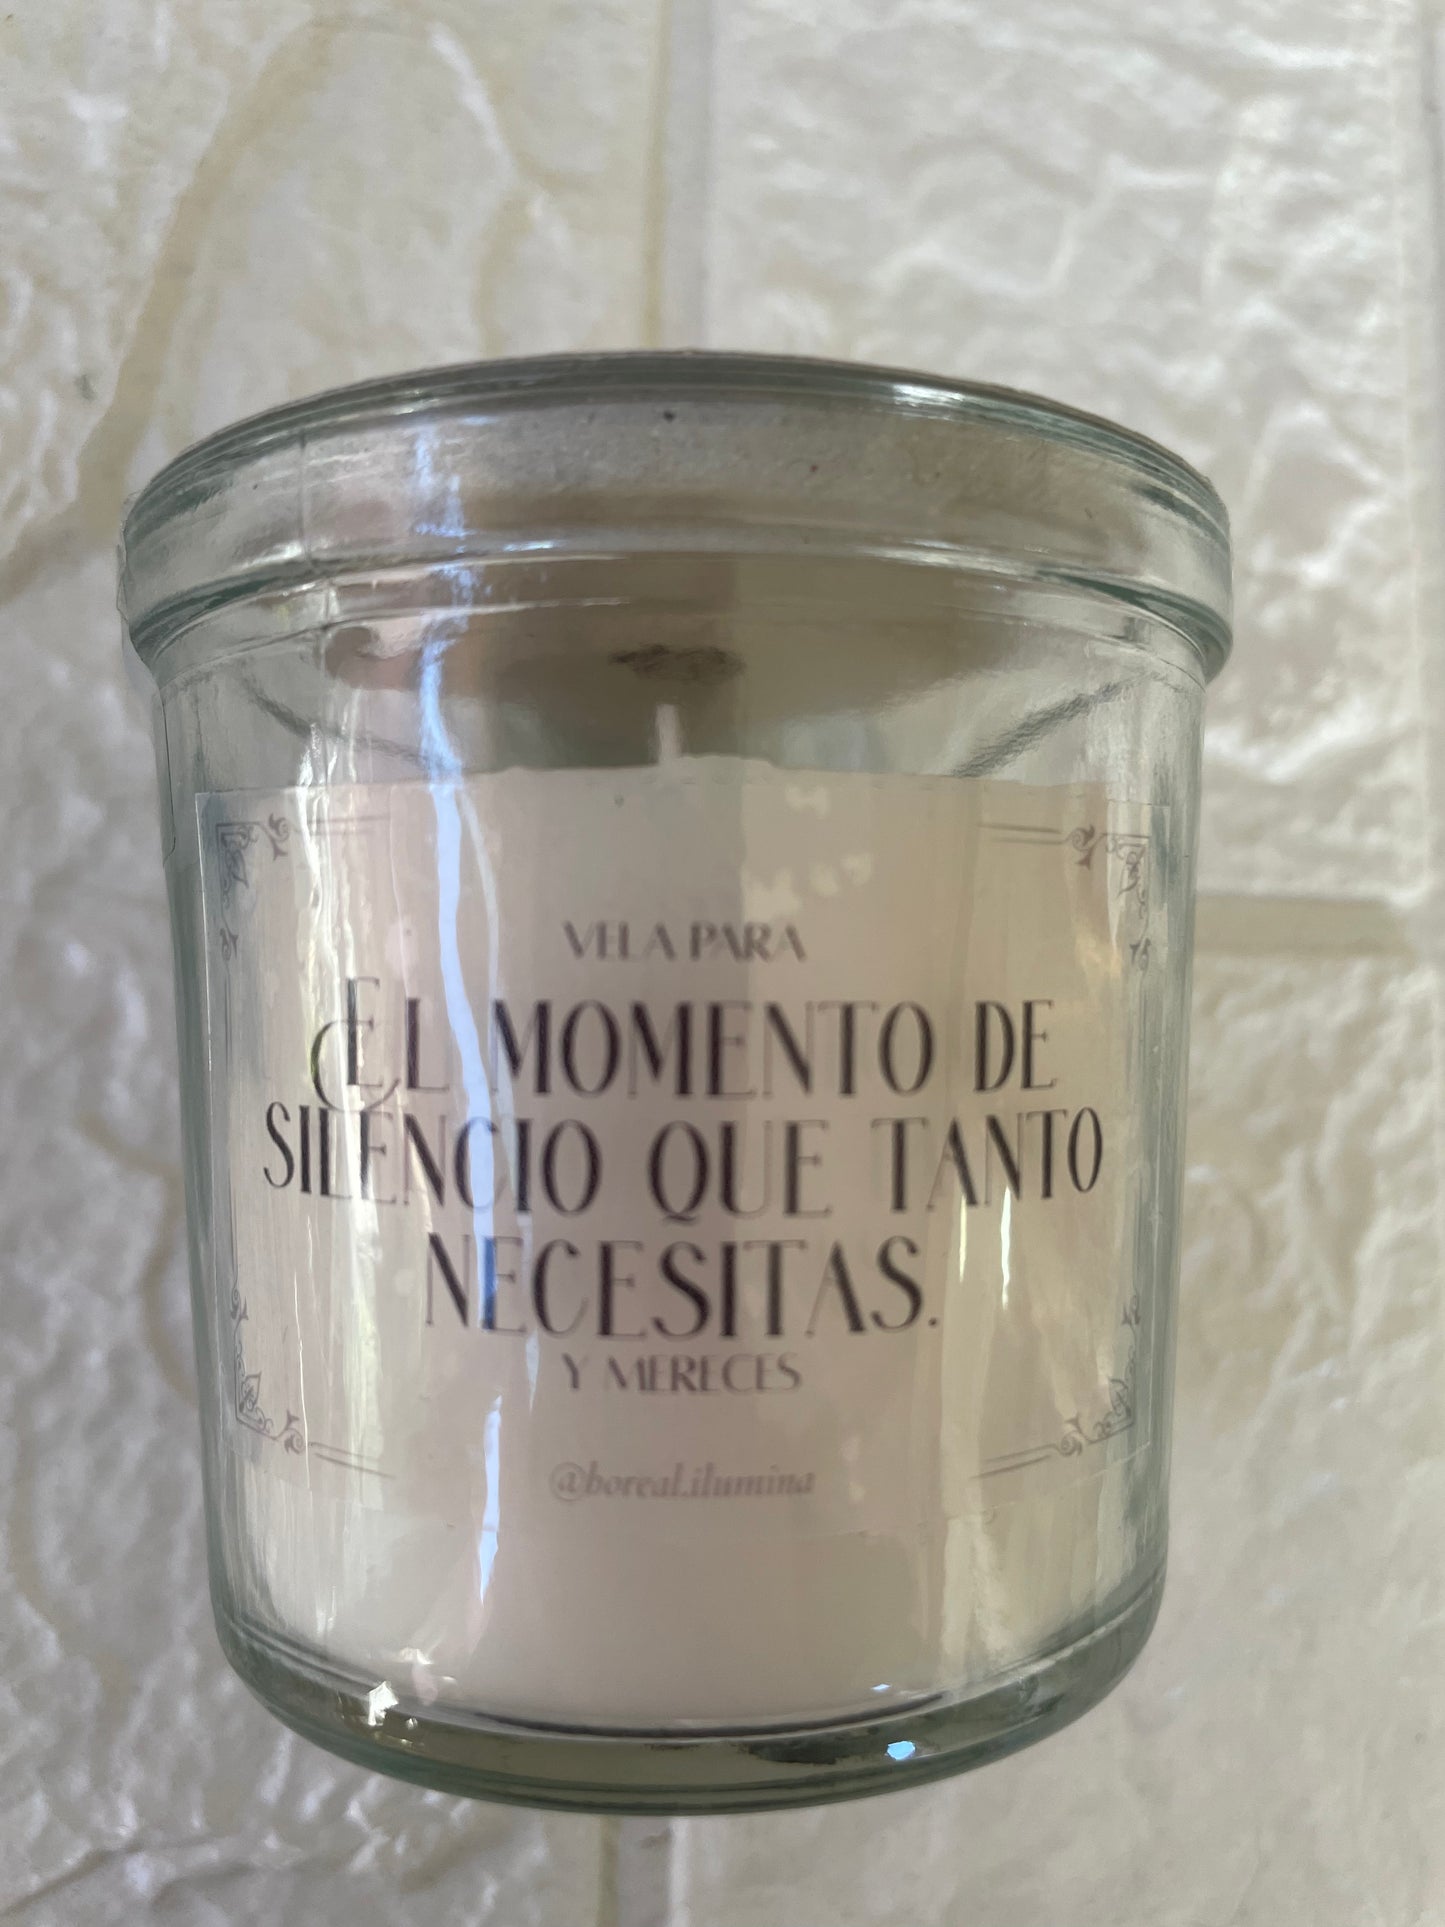 VELA PARA
EL MOMENTO DE
SILENCIO QUE TANTO
NECESITAS.
Y MERECES
@boreal.ilumina